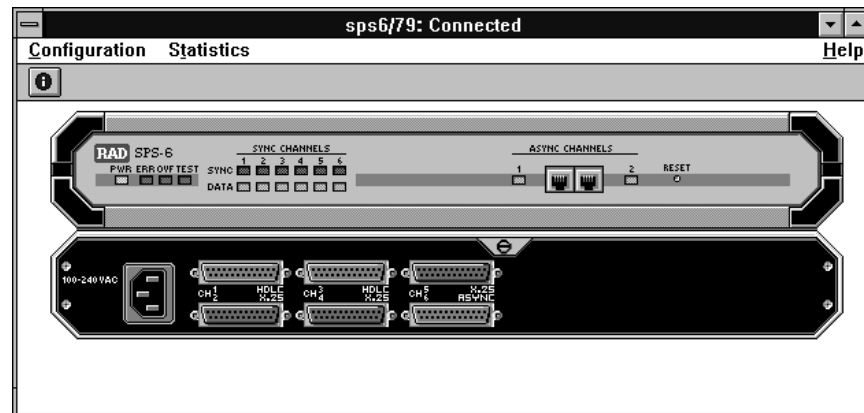 sps6/79: Connected
Configuration Statistics Help
RAD SPS-6
SYNC CHANNELS
1 2 3 4 5 6
ASYNC CHANNELS
PWR ERR OVF TEST SYNC 1 2 RESET
DATA
100-240 VAC
CH 1 HDLC CH 3 HDLC CH 5 X.25
2 X.25 4 X.25 6 ASYNC